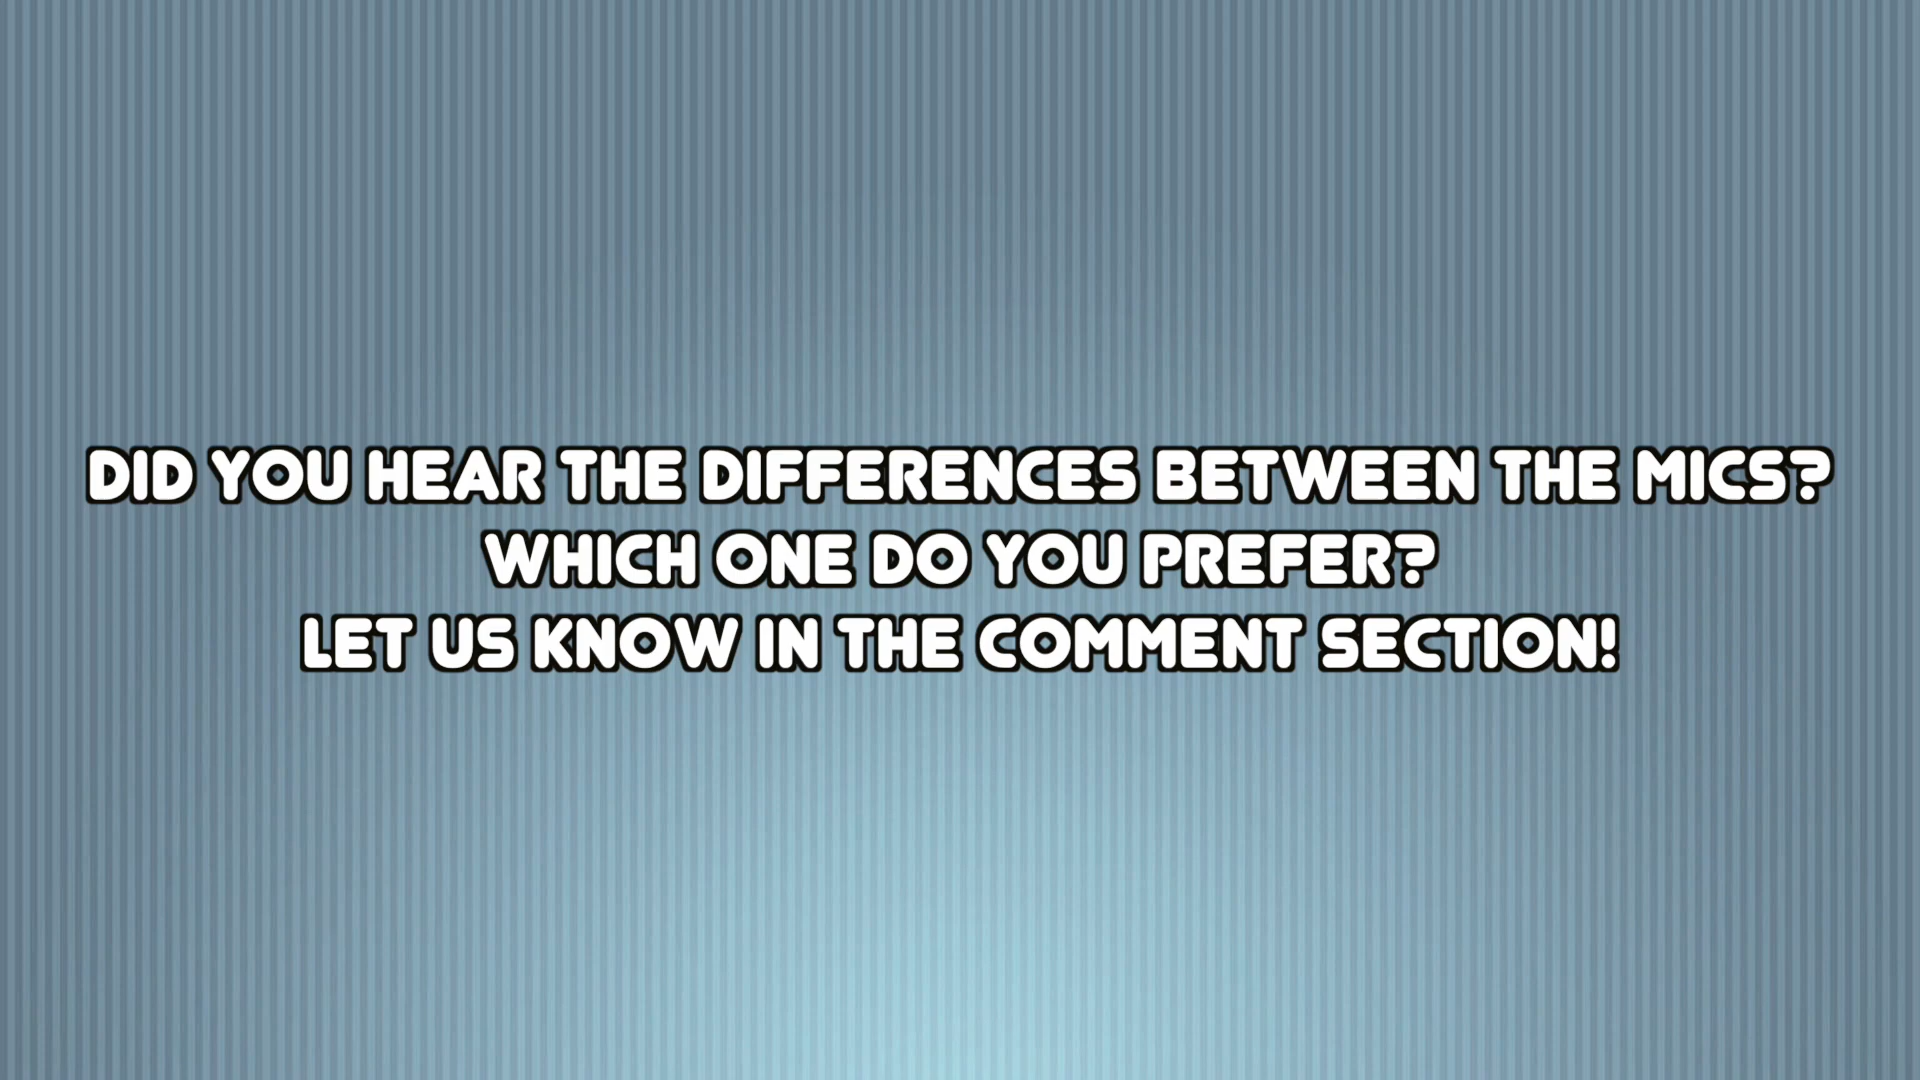 DID YOU HEAR THE DIFFERENCES BETWEEN THE MICS?
WHICH ONE DO YOU PREFER?
LET US KNOW IN THE COMMENT SECTION!